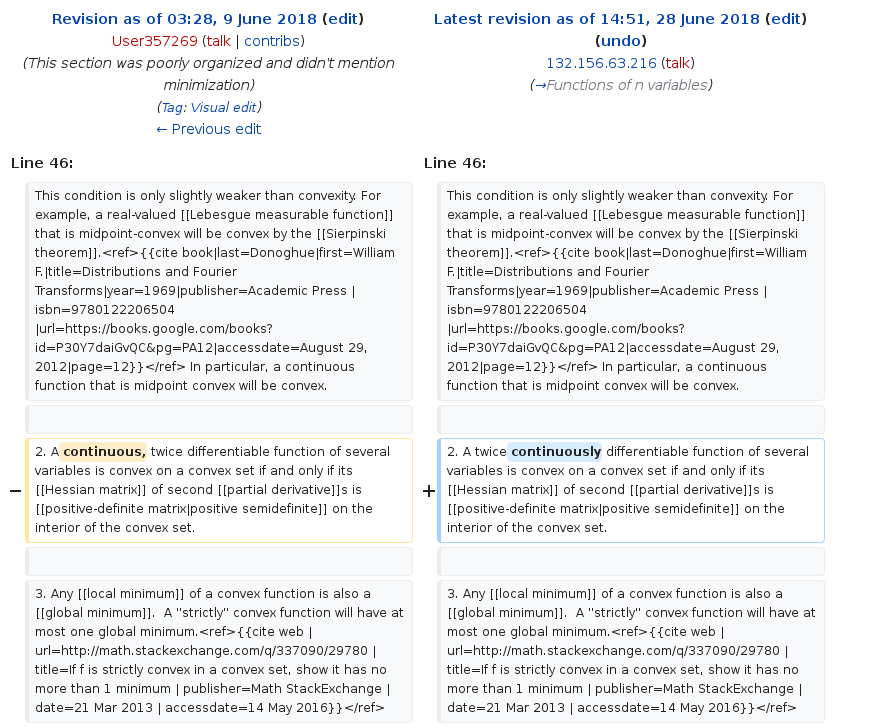 Revision as of 03:28, 9 June 2018 (edit)
User357269 (talk | contribs)
(This section was poorly organized and didn't mention
minimization)
(Tag: Visual edit)
← Previous edit
Latest revision as of 14:51, 28 June 2018 (edit)
(undo)
132.156.63.216 (talk)
(→Functions of n variables)
Line 46:
Line 46:
This condition is only slightly weaker than convexity. For
example, a real-valued [[Lebesgue measurable function]]
that is midpoint-convex will be convex by the [[Sierpinski
theorem]].<ref>{{cite book|last=Donoghue|first=William
F.|title=Distributions and Fourier
Transforms|year=1969|publisher=Academic Press |
isbn=9780122206504
|url=https://books.google.com/books?
id=P30Y7daiGvQC&pg=PA12|accessdate=August 29,
2012|page=12}}</ref> In particular, a continuous
function that is midpoint convex will be convex.
This condition is only slightly weaker than convexity. For
example, a real-valued [[Lebesgue measurable function]]
that is midpoint-convex will be convex by the [[Sierpinski
theorem]].<ref>{{cite book|last=Donoghue|first=William
F.|title=Distributions and Fourier
Transforms|year=1969|publisher=Academic Press |
isbn=9780122206504
|url=https://books.google.com/books?
id=P30Y7daiGvQC&pg=PA12|accessdate=August 29,
2012|page=12}}</ref> In particular, a continuous
function that is midpoint convex will be convex.
−
2. A continuous, twice differentiable function of several
variables is convex on a convex set if and only if its
[[Hessian matrix]] of second [[partial derivative]]s is
[[positive-definite matrix|positive semidefinite]] on the
interior of the convex set.
+
2. A twice continuously differentiable function of several
variables is convex on a convex set if and only if its
[[Hessian matrix]] of second [[partial derivative]]s is
[[positive-definite matrix|positive semidefinite]] on the
interior of the convex set.
3. Any [[local minimum]] of a convex function is also a
[[global minimum]].  A ''strictly'' convex function will have at
most one global minimum.<ref>{{cite web |
url=http://math.stackexchange.com/q/337090/29780 |
title=If f is strictly convex in a convex set, show it has no
more than 1 minimum | publisher=Math StackExchange |
date=21 Mar 2013 | accessdate=14 May 2016}}</ref>
3. Any [[local minimum]] of a convex function is also a
[[global minimum]].  A ''strictly'' convex function will have at
most one global minimum.<ref>{{cite web |
url=http://math.stackexchange.com/q/337090/29780 |
title=If f is strictly convex in a convex set, show it has no
more than 1 minimum | publisher=Math StackExchange |
date=21 Mar 2013 | accessdate=14 May 2016}}</ref>